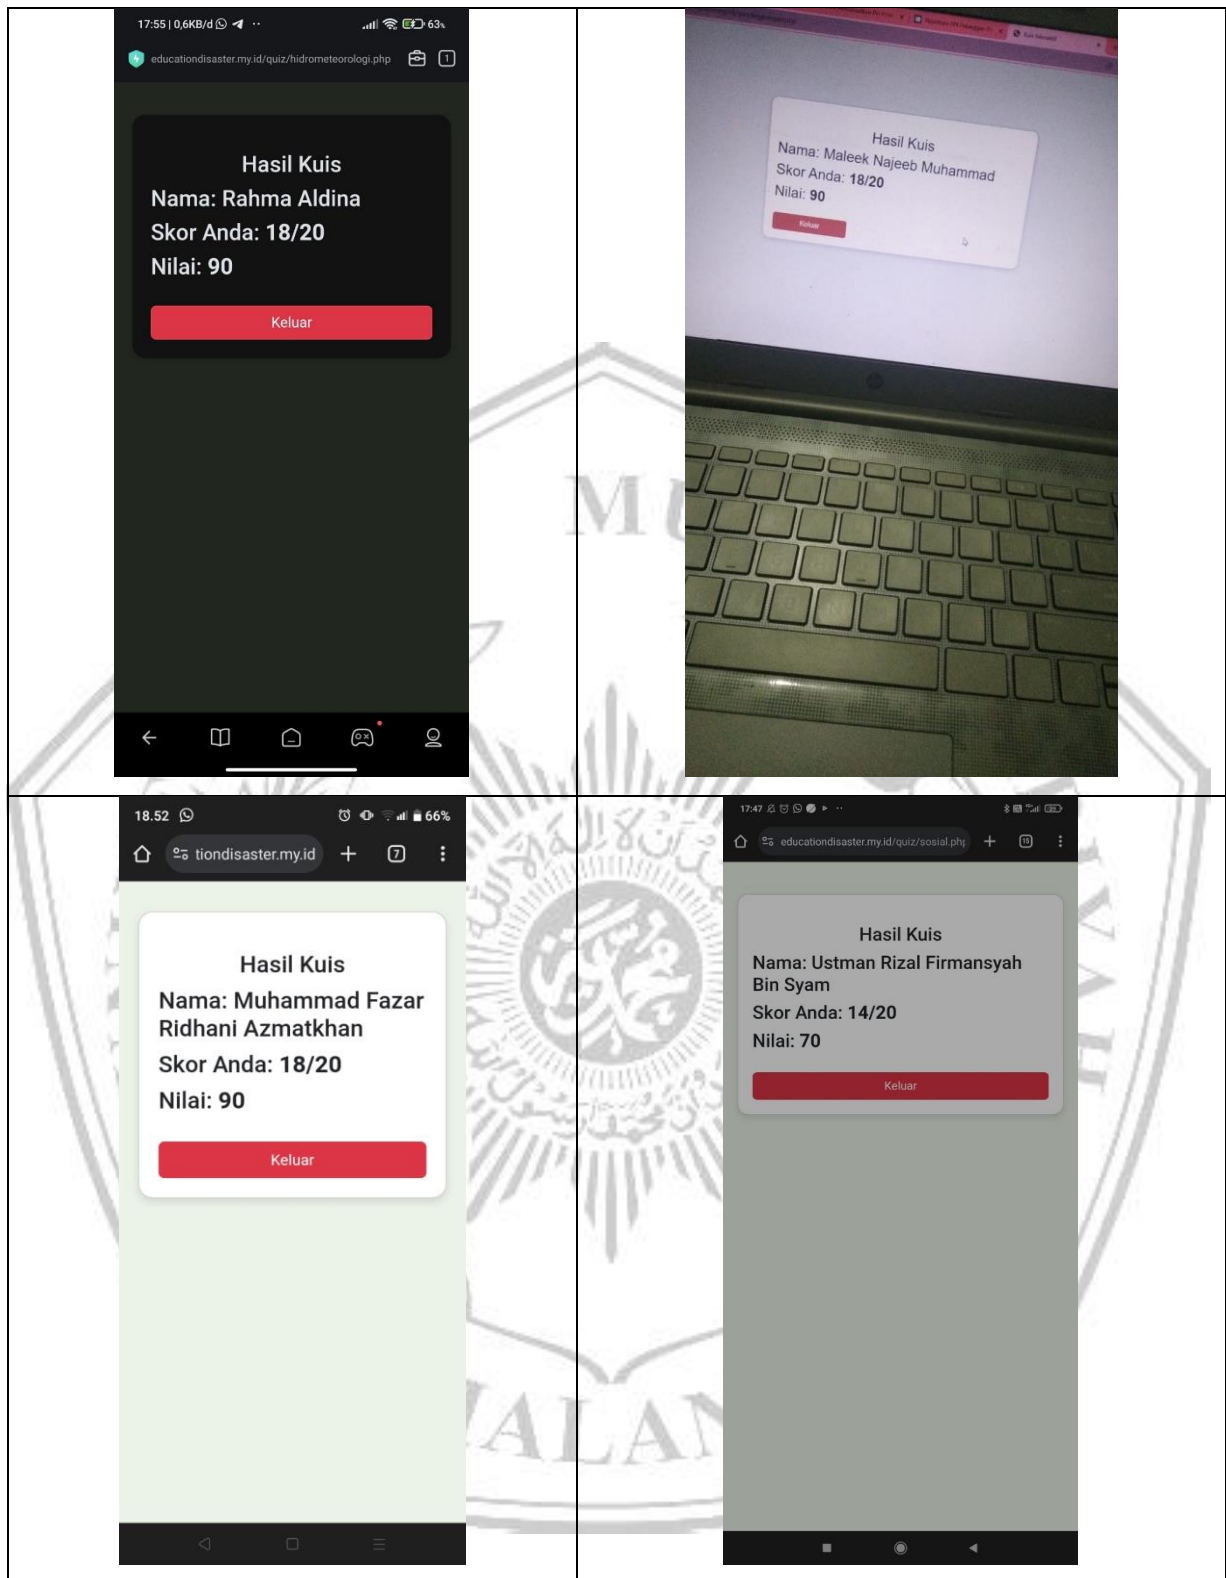 17:55 | 0,6KB/d
63%
educationdisaster.my.id/quiz/hidrometeorologi.php
1
Hasil Kuis
Nama: Rahma Aldina
Skor Anda: 18/20
Nilai: 90
Keluar
Hasil Kuis
Nama: Maleek Najeeb Muhammad
Skor Anda: 18/20
Nilai: 90
Keluar
18.52
66%
tiondisaster.my.id
7
Hasil Kuis
Nama: Muhammad Fazar
Ridhani Azmatkhan
Skor Anda: 18/20
Nilai: 90
Keluar
17:47
educationdisaster.my.id/quiz/sosial.php
15
Hasil Kuis
Nama: Ustman Rizal Firmansyah
Bin Syam
Skor Anda: 14/20
Nilai: 70
Keluar
MU
MALAN